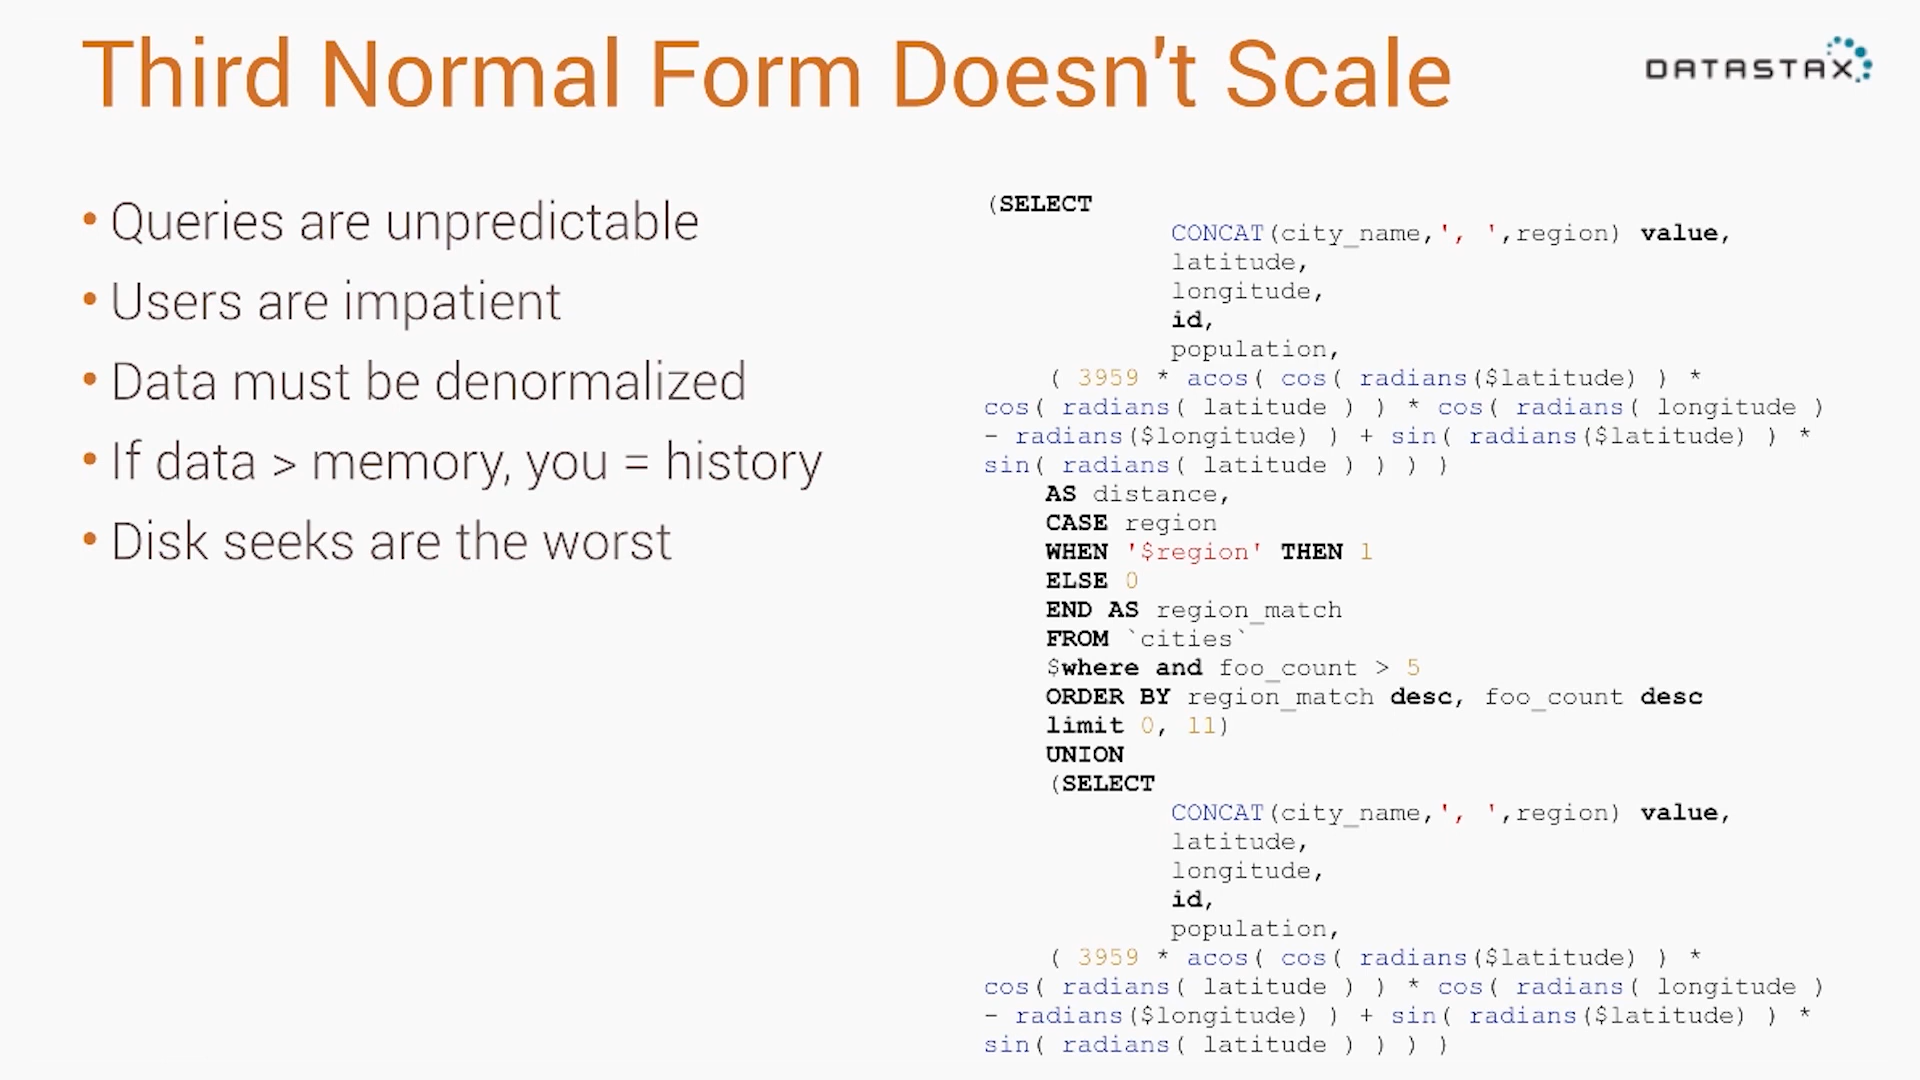 Third Normal Form Doesn't Scale
DATASTAX
• Queries are unpredictable
• Users are impatient
• Data must be denormalized
• If data > memory, you = history
• Disk seeks are the worst
(SELECT
CONCAT(city_name,', ',region) value,
latitude,
longitude,
id,
population,
( 3959 * acos( cos( radians($latitude) ) *
cos( radians( latitude ) ) * cos( radians( longitude )
- radians($longitude) ) + sin( radians($latitude) ) *
sin( radians( latitude ) ) ) )
AS distance,
CASE region
WHEN '$region' THEN 1
ELSE 0
END AS region_match
FROM `cities`
$where and foo_count > 5
ORDER BY region_match desc, foo_count desc
limit 0, 11)
UNION
(SELECT
CONCAT(city_name,', ',region) value,
latitude,
longitude,
id,
population,
( 3959 * acos( cos( radians($latitude) ) *
cos( radians( latitude ) ) * cos( radians( longitude )
- radians($longitude) ) + sin( radians($latitude) ) *
sin( radians( latitude ) ) ) )